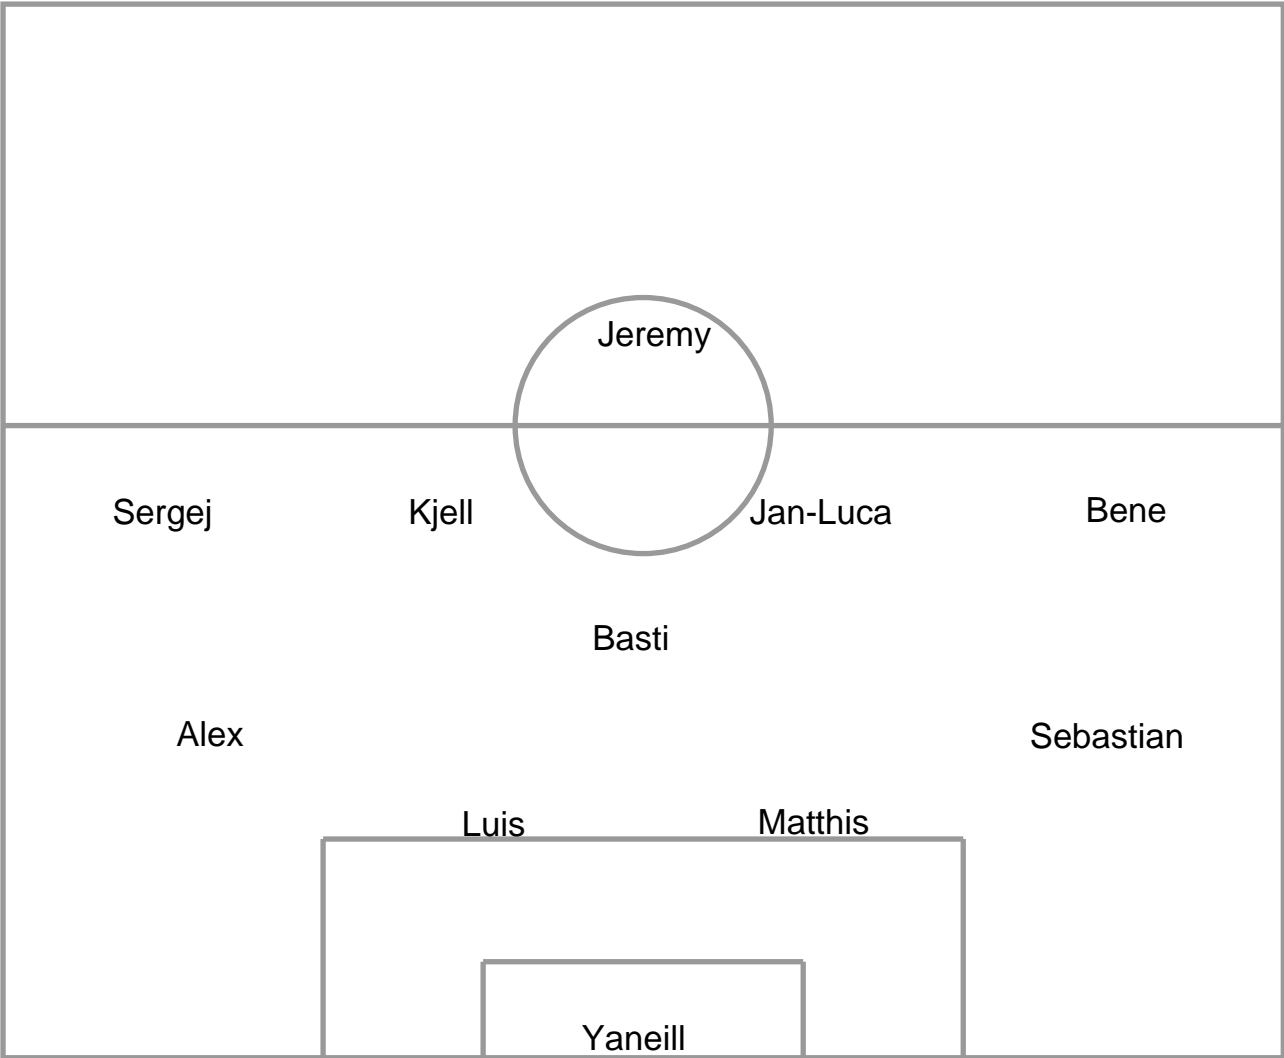 Jeremy
Sergej
Kjell
Jan-Luca
Bene
Basti
Alex
Sebastian
Luis
Matthis
Yaneill